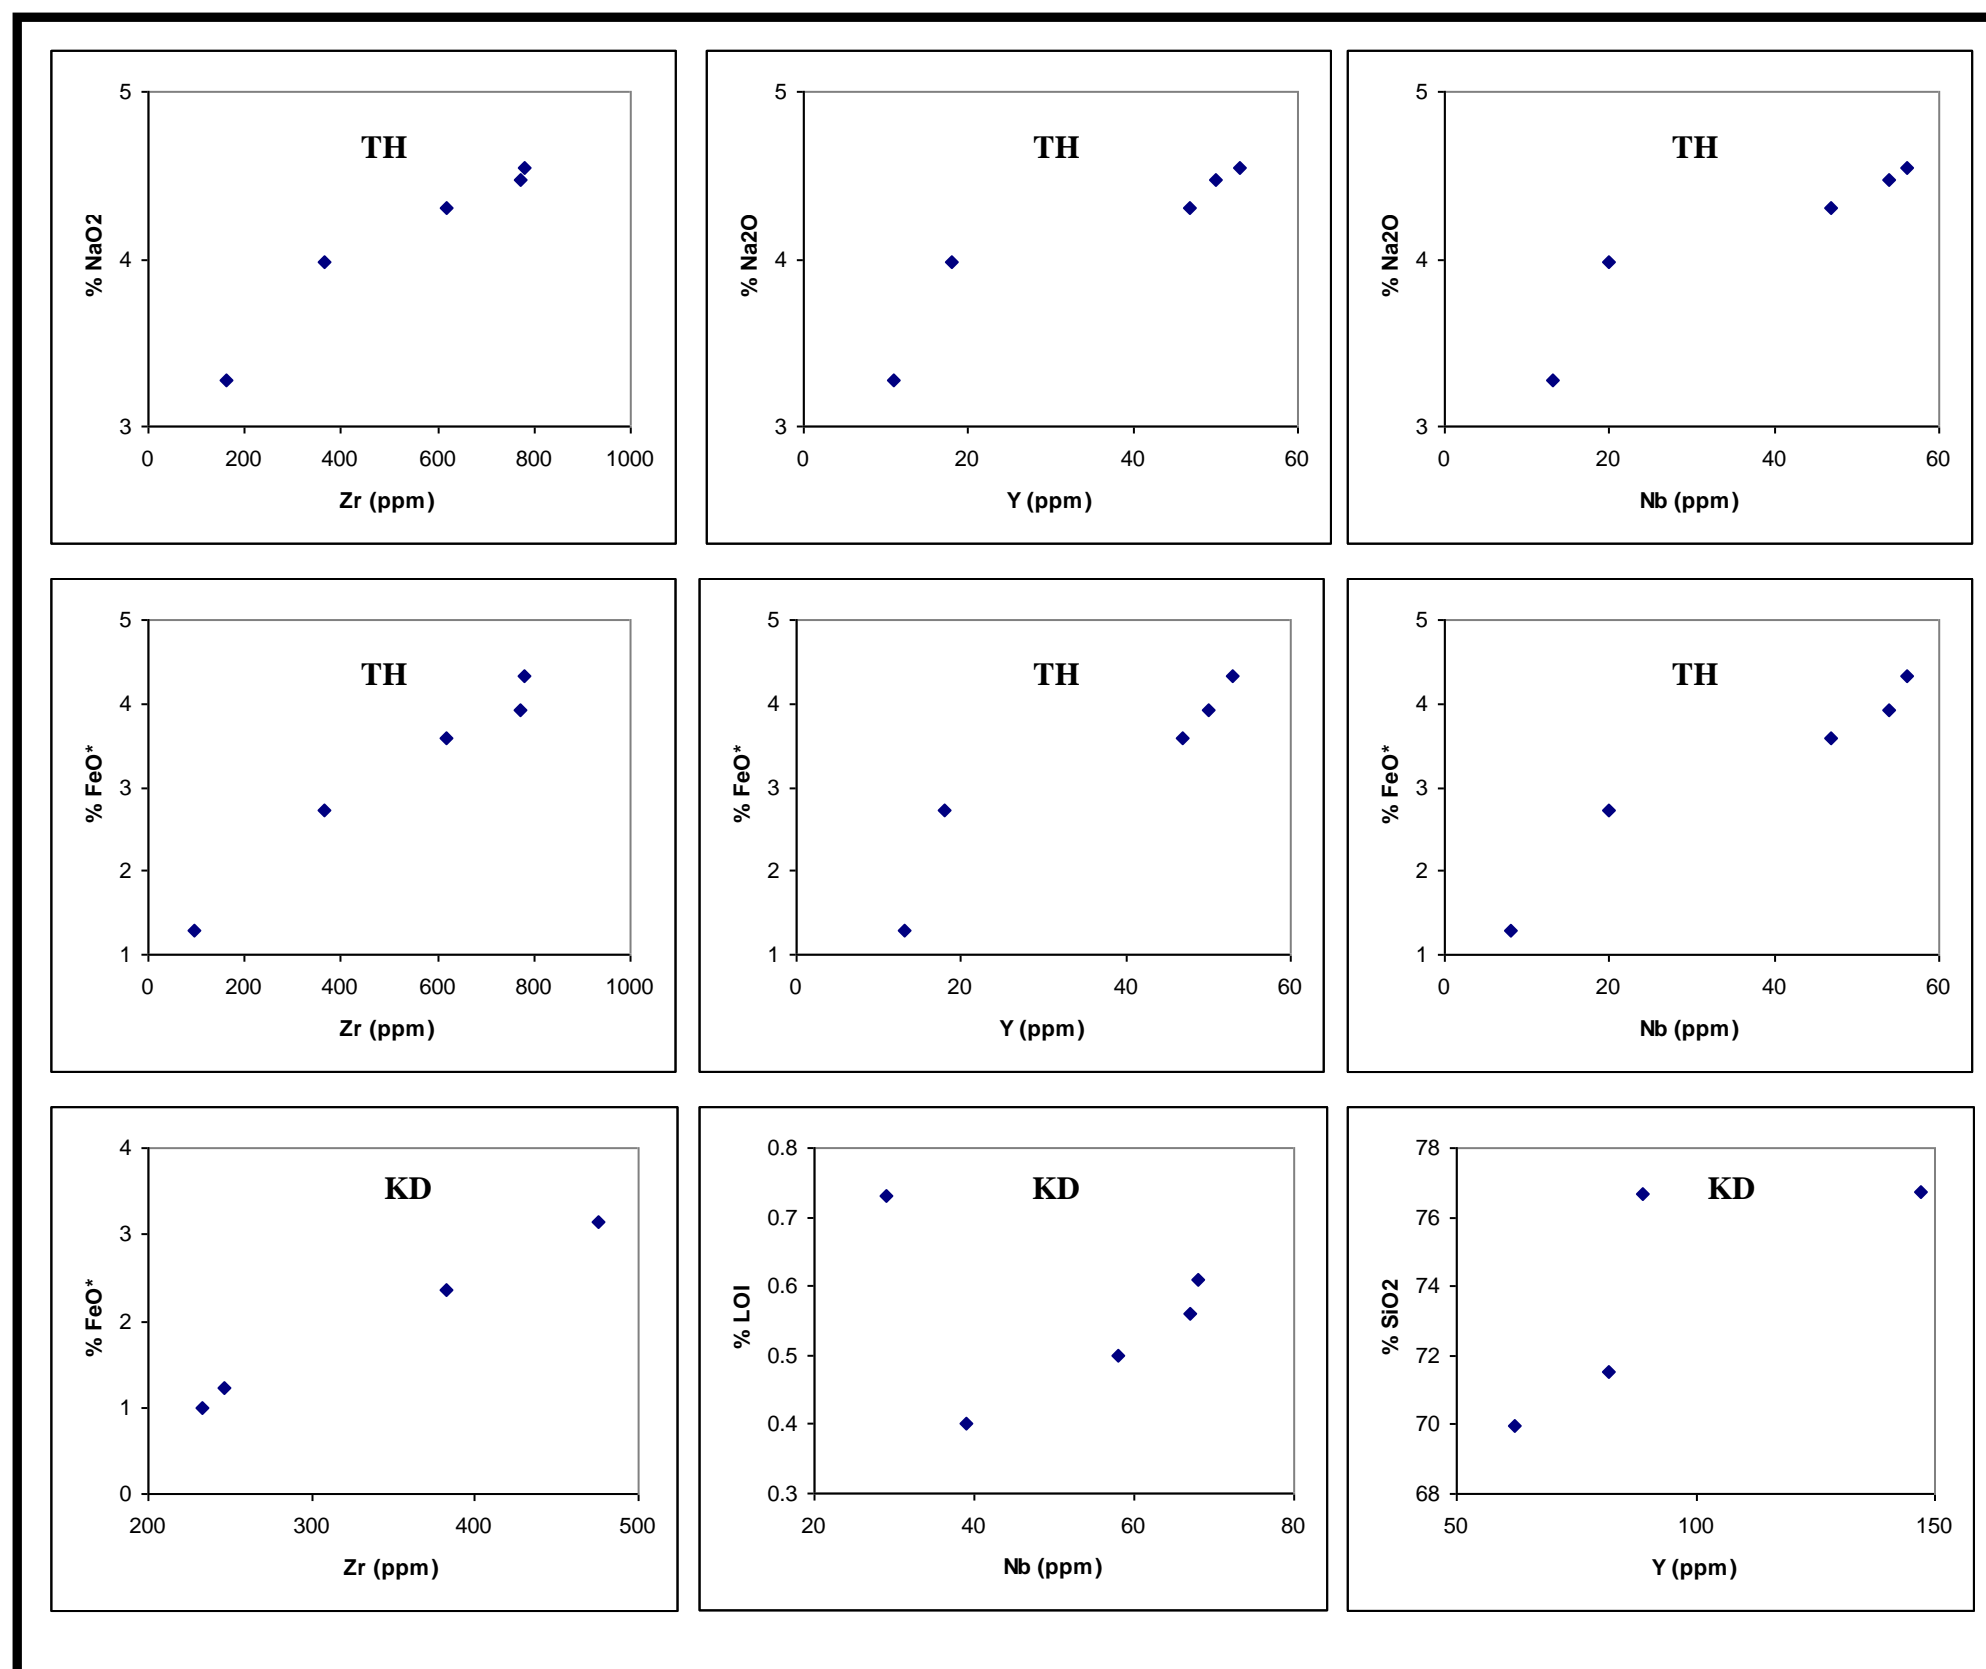 5
4
3
% NaO2
TH
0 200 400 600 800 1000
Zr (ppm)
5
4
3
% Na2O
TH
0 20 40 60
Y (ppm)
5
4
3
% Na2O
TH
0 20 40 60
Nb (ppm)
5
4
3
2
1
% FeO*
TH
0 200 400 600 800 1000
Zr (ppm)
5
4
3
2
1
% FeO*
TH
0 20 40 60
Y (ppm)
5
4
3
2
1
% FeO*
TH
0 20 40 60
Nb (ppm)
4
3
2
1
0
% FeO*
KD
200 300 400 500
Zr (ppm)
0.8
0.7
0.6
0.5
0.4
0.3
% LOI
KD
20 40 60 80
Nb (ppm)
78
76
74
72
70
68
% SiO2
KD
50 100 150
Y (ppm)